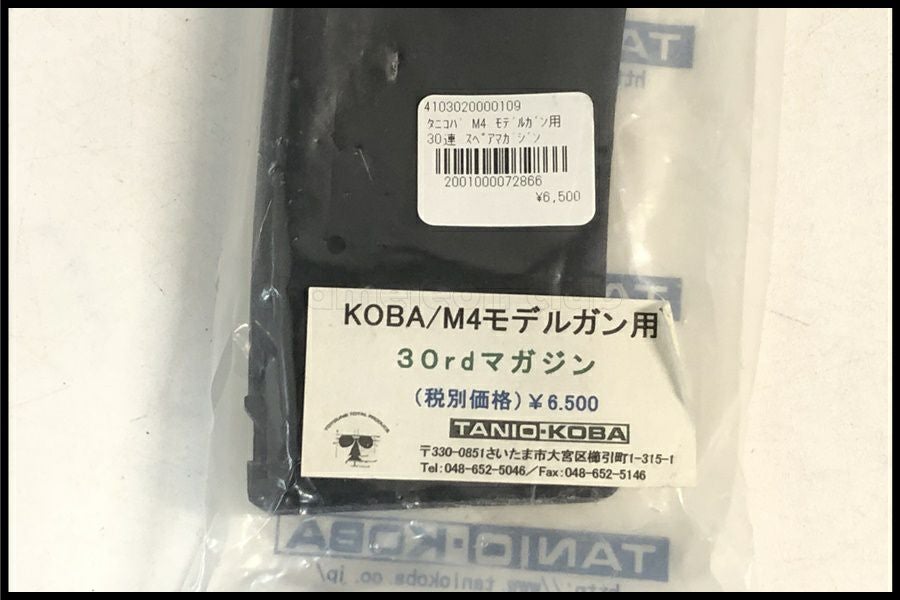 4103020000109
ﾀﾆｺﾊﾞ M4 ﾓﾃﾞﾙｶﾞﾝ用
30連 ｽﾍﾟｱﾏｶﾞｼﾞﾝ
2001000072866
¥6,500
KOBA/M4モデルガン用
30rdマガジン
(税別価格)¥6.500
TANIO・KOBA
〒330-0851さいたま市大宮区櫛引町1-315-1
Tel:048-652-5046/Fax:048-652-5146
TANIO・KOBA
http://www.taniokoba.co.jp/